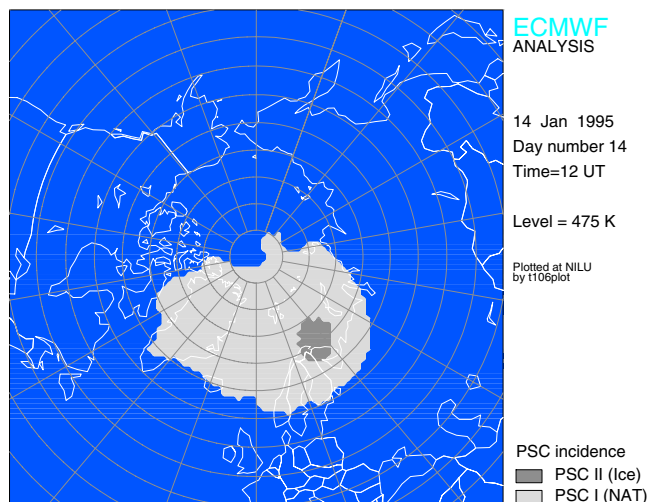 ECMWF
ANALYSIS
14 Jan 1995
Day number 14
Time=12 UT
Level = 475 K
Plotted at NILU
by t106plot
PSC incidence
PSC II (Ice)
PSC I (NAT)